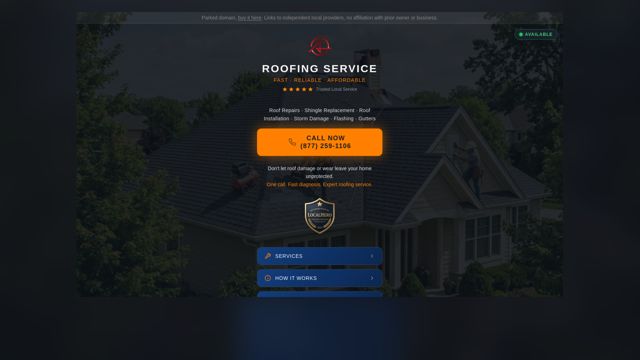 Parked domain, buy it here. Links to independent local providers, no affiliation with prior owner or business.
AVAILABLE
ROOFING SERVICE
FAST · RELIABLE · AFFORDABLE
★★★★★ Trusted Local Service
Roof Repairs · Shingle Replacement · Roof
Installation · Storm Damage · Flashing · Gutters
CALL NOW
(877) 259-1106
Don't let roof damage or wear leave your home
unprotected.
One call. Fast diagnosis. Expert roofing service.
LOCALHERO
SERVICES
HOW IT WORKS